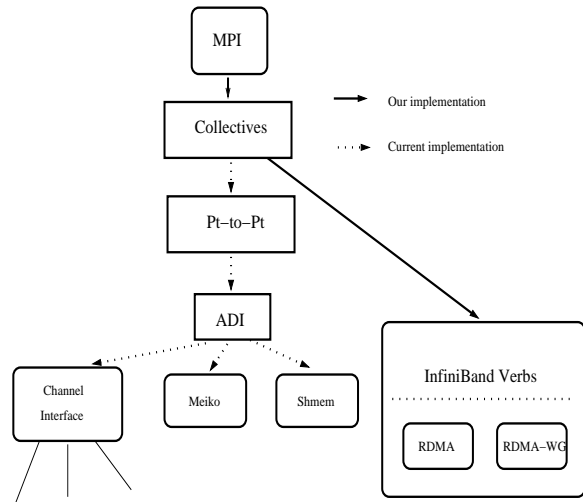 MPI
Our implementation
Collectives
Current implementation
Pt–to–Pt
ADI
InfiniBand Verbs
Channel
Interface
Meiko
Shmem
RDMA
RDMA–WG